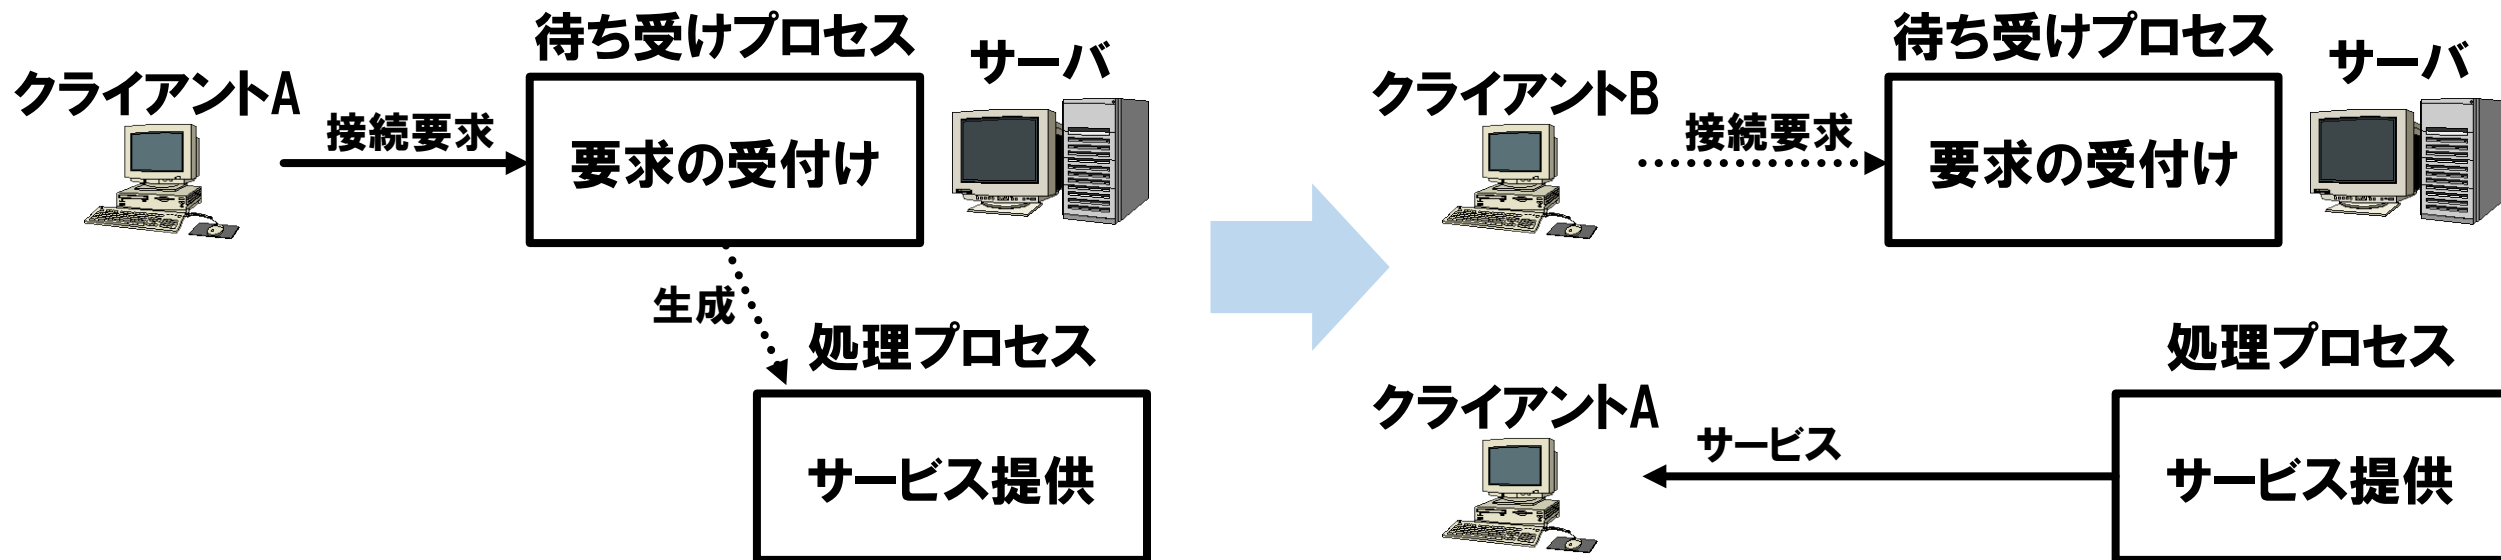 待ち受けプロセス
サーバ
クライアントA
接続要求
要求の受付け
生成
処理プロセス
サービス提供
待ち受けプロセス
サーバ
クライアントB
接続要求
要求の受付け
処理プロセス
クライアントA
サービス
サービス提供